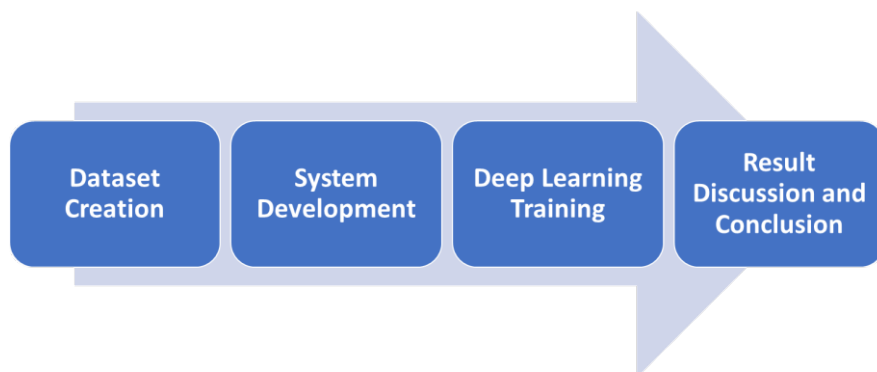 Dataset
Creation
System
Development
Deep Learning
Training
Result
Discussion and
Conclusion